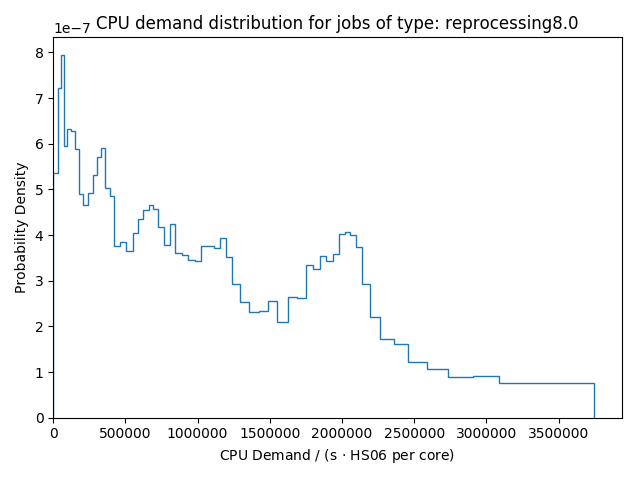 CPU demand distribution for jobs of type: reprocessing8.0
1e−7
8
7
6
5
4
3
2
1
0
Probability Density
0 500000 1000000 1500000 2000000 2500000 3000000 3500000
CPU Demand / (s · HS06 per core)